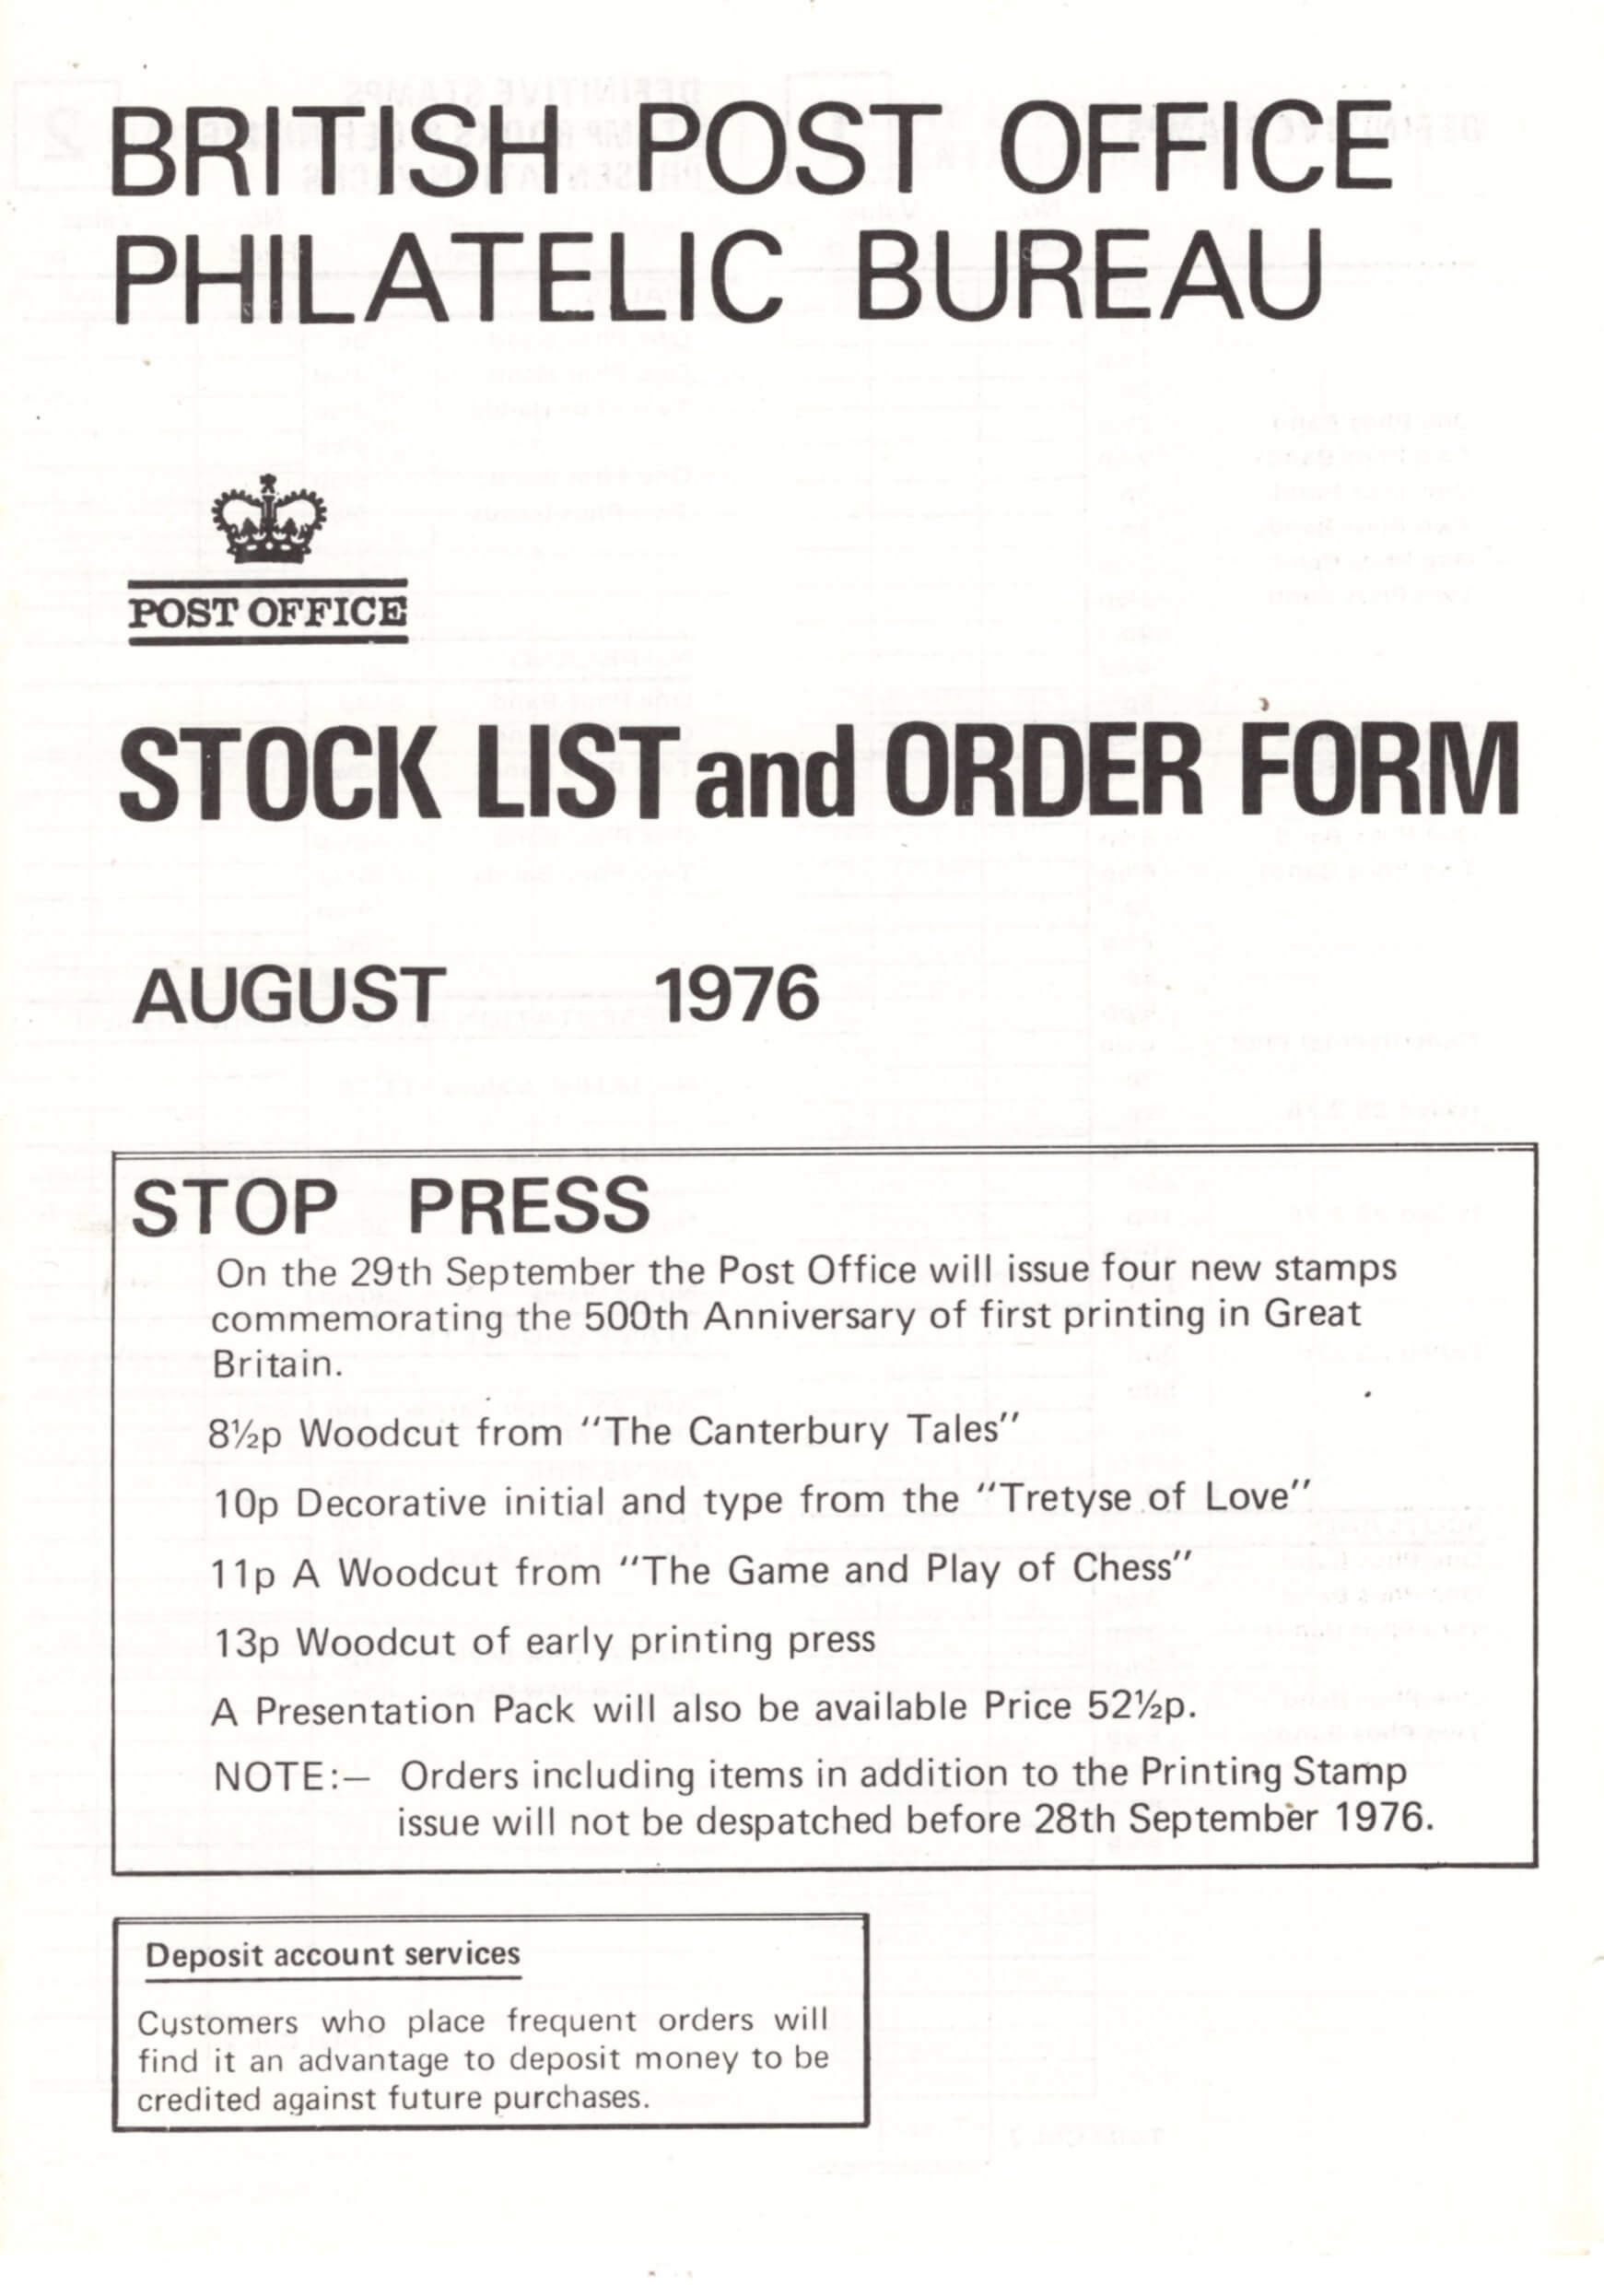 BRITISH POST OFFICE
PHILATELIC BUREAU
POST OFFICE
STOCK LIST and ORDER FORM
AUGUST 1976
STOP PRESS
On the 29th September the Post Office will issue four new stamps
commemorating the 500th Anniversary of first printing in Great
Britain.
8½p Woodcut from "The Canterbury Tales"
10p Decorative initial and type from the "Tretyse of Love"
11p A Woodcut from "The Game and Play of Chess"
13p Woodcut of early printing press
A Presentation Pack will also be available Price 52½p.
NOTE:— Orders including items in addition to the Printing Stamp
issue will not be despatched before 28th September 1976.
Deposit account services
Customers who place frequent orders will
find it an advantage to deposit money to be
credited against future purchases.